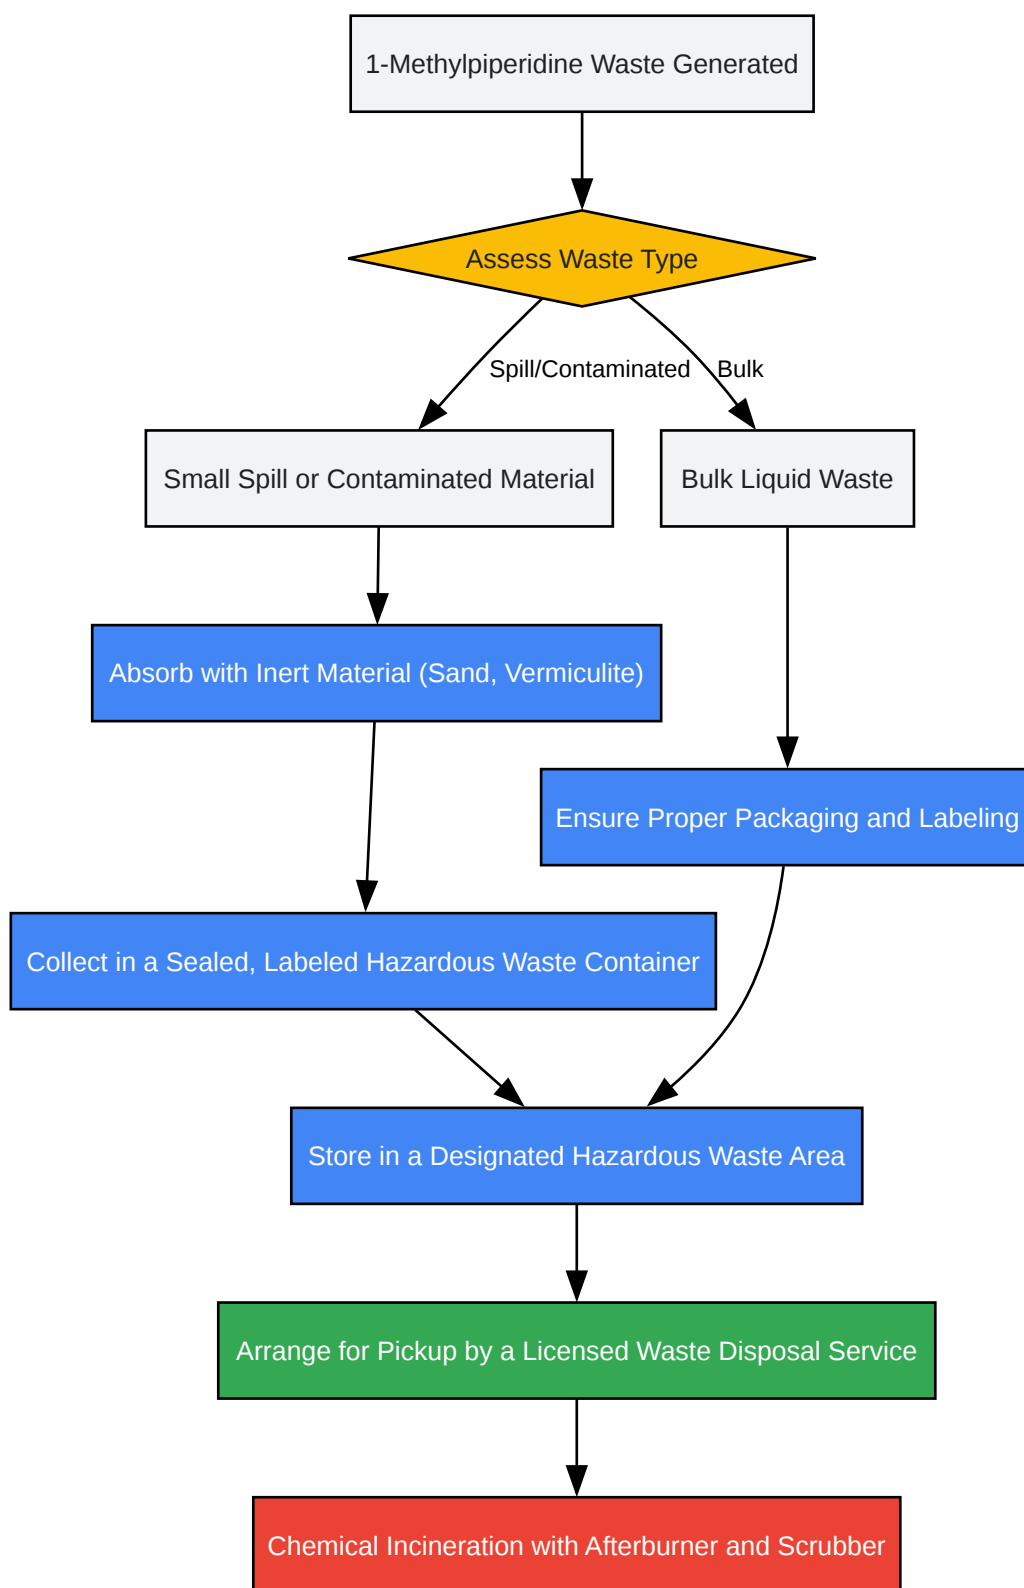 1-Methylpiperidine Waste Generated
Assess Waste Type
Spill/Contaminated
Bulk
Small Spill or Contaminated Material
Bulk Liquid Waste
Absorb with Inert Material (Sand, Vermiculite)
Ensure Proper Packaging and Labeling
Collect in a Sealed, Labeled Hazardous Waste Container
Store in a Designated Hazardous Waste Area
Arrange for Pickup by a Licensed Waste Disposal Service
Chemical Incineration with Afterburner and Scrubber